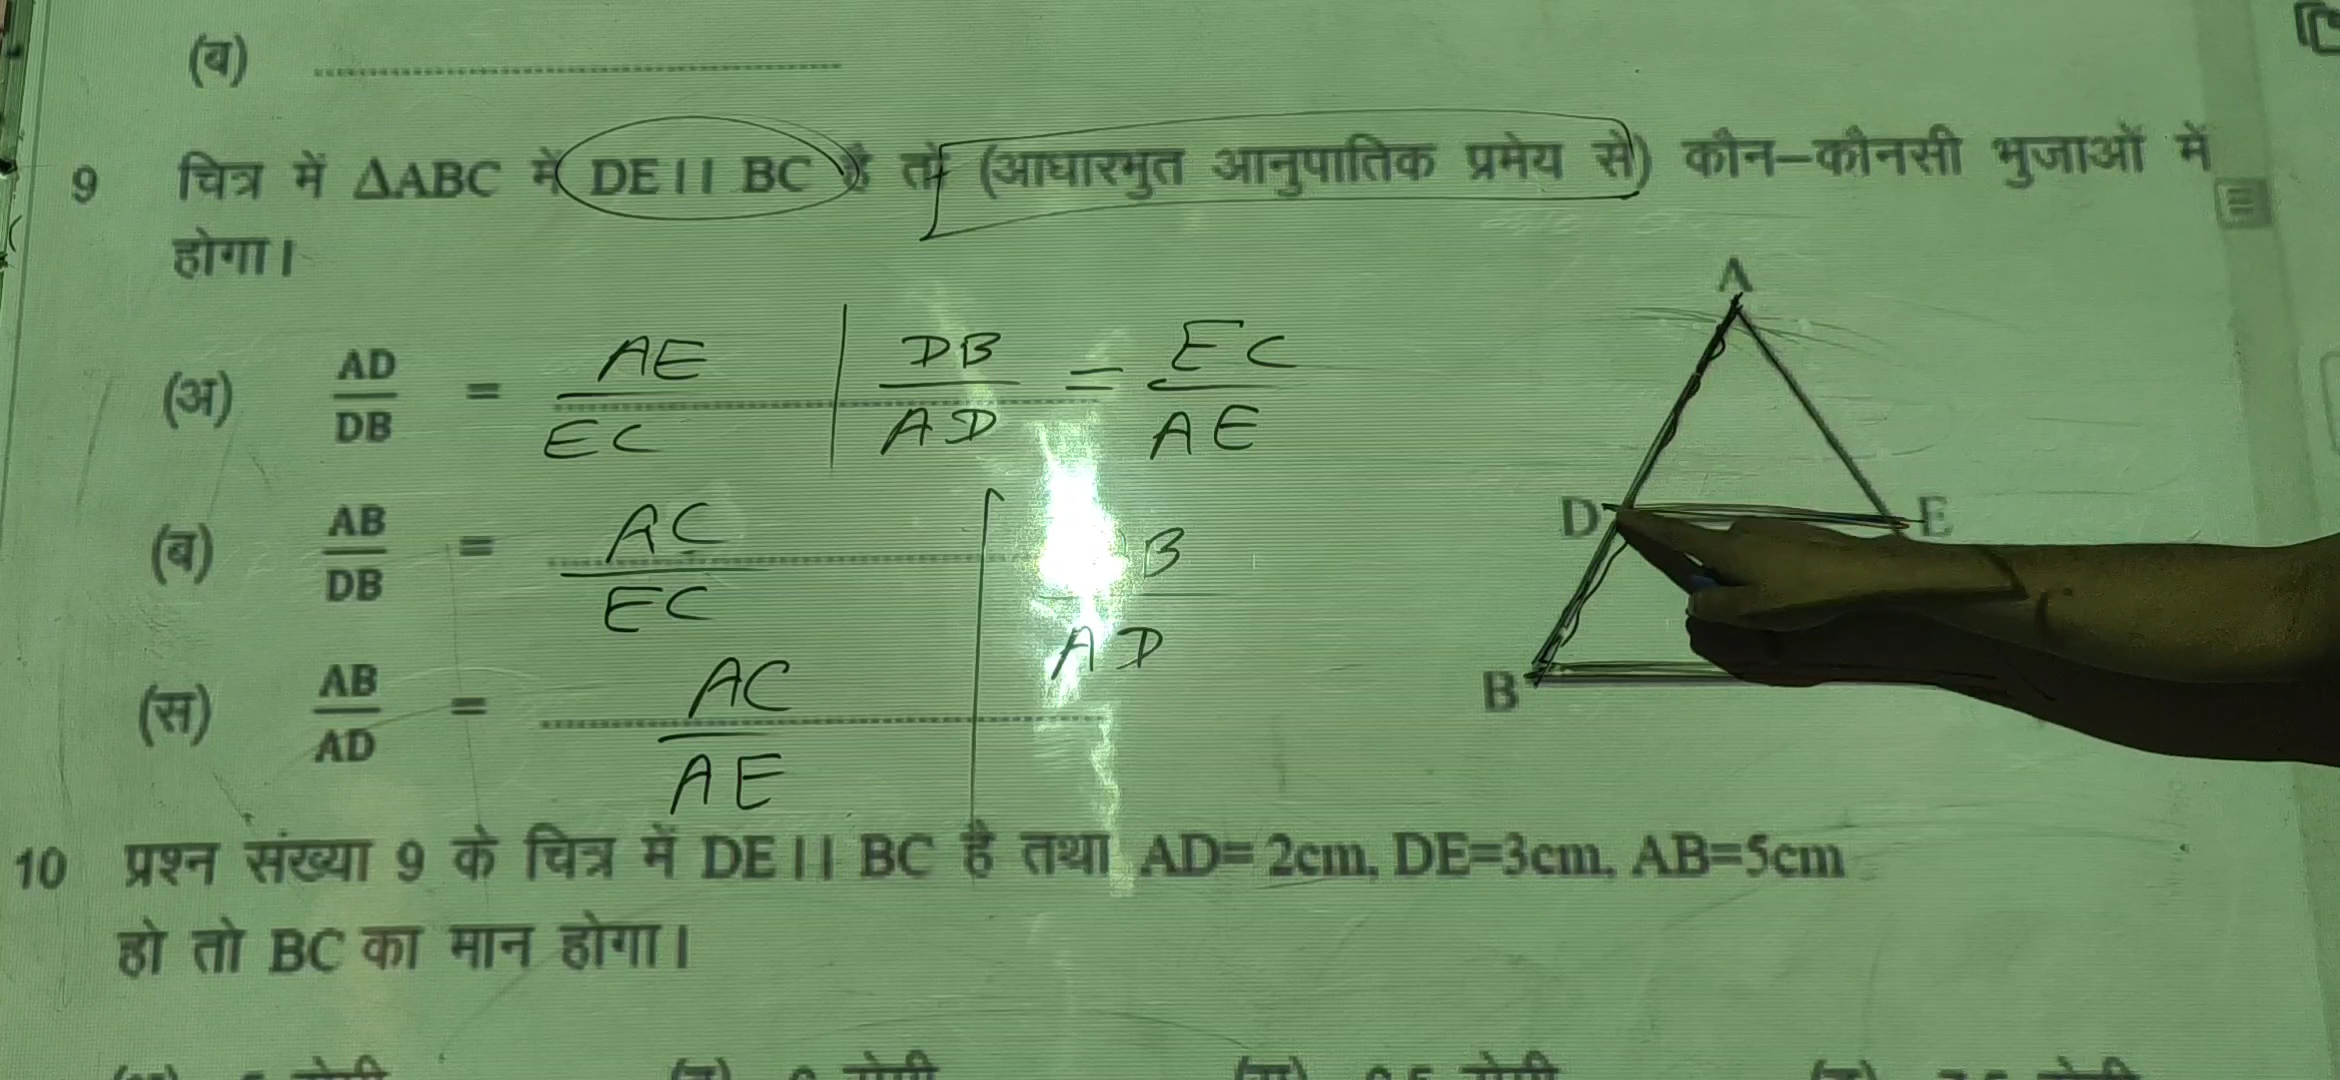 (ब) ........................................
9 चित्र में ΔABC में DE || BC है तो (आधारभुत आनुपातिक प्रमेय से) कौन–कौनसी भुजाओं में
होगा।
(अ) AD/DB = AE/EC | DB/AD = EC/AE
(ब) AB/DB = AC/EC | B/AD
(स) AB/AD = AC/AE
A
D E
B
10 प्रश्न संख्या 9 के चित्र में DE || BC है तथा AD= 2cm, DE=3cm, AB=5cm
हो तो BC का मान होगा।